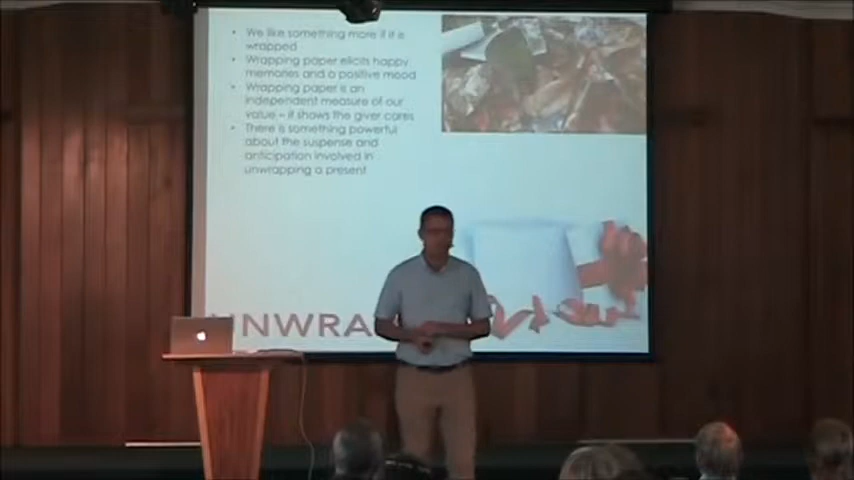 • We like something more if it is
wrapped
• Wrapping paper elicits happy
memories and a positive mood
• Wrapping paper is an
independent measure of our
value – it shows the giver cares
• There is something powerful
about the suspense and
anticipation involved in
unwrapping a present
UNWRA